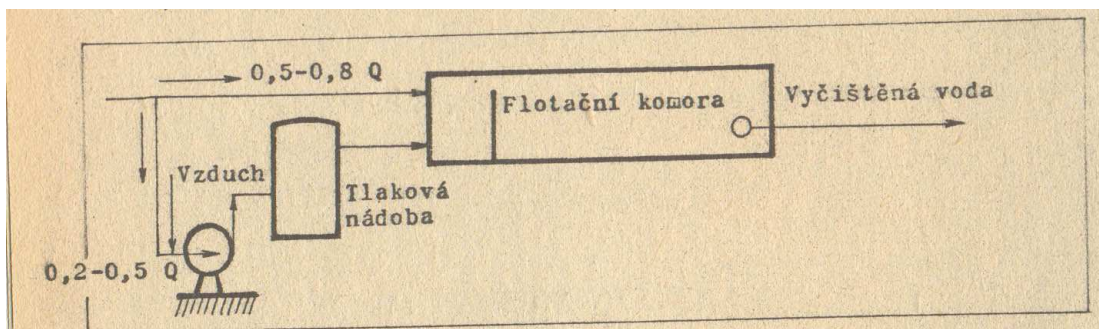 0,5-0,8 Q
Flotační komora
Vyčištěná voda
Vzduch
Tlaková
nádoba
0,2-0,5 Q